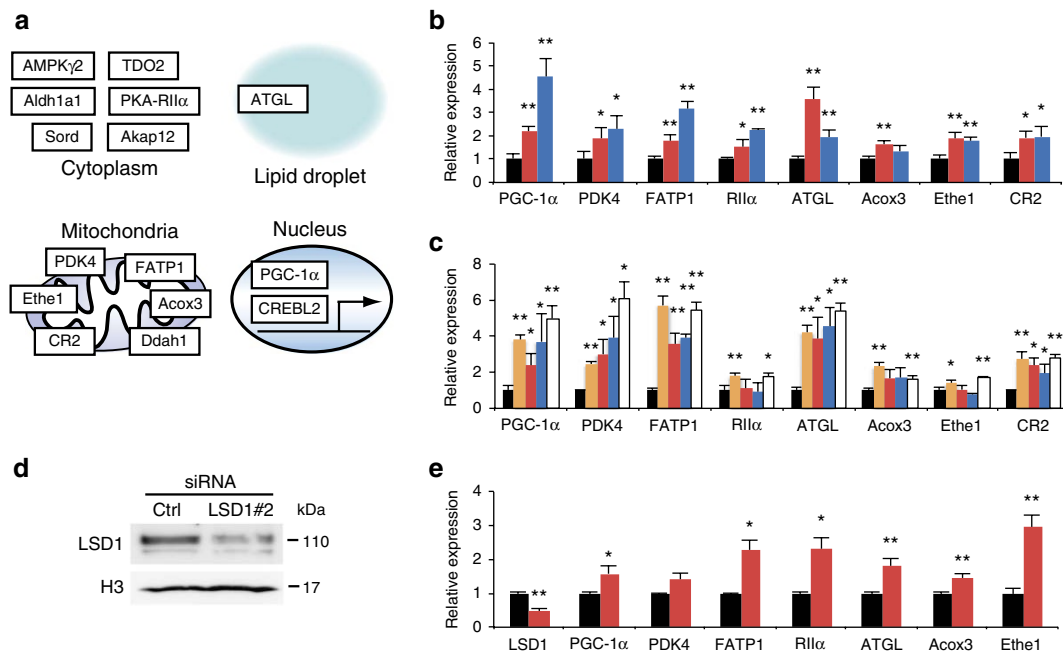 a
AMPKγ2 TDO2
Aldh1a1 PKA-RIIα
Sord Akap12
Cytoplasm
ATGL
Lipid droplet
Mitochondria
PDK4 FATP1
Ethe1 Acox3
CR2 Ddah1
Nucleus
PGC-1α
CREBL2
b
Relative expression
6
5
4
3
2
1
0
** ** * * ** ** * ** ** ** ** ** ** * *
PGC-1α PDK4 FATP1 RIIα ATGL Acox3 Ethe1 CR2
c
Relative expression
8
6
4
2
0
** * * ** ** * * * ** ** ** ** ** * ** * * ** ** ** * ** ** * * **
PGC-1α PDK4 FATP1 RIIα ATGL Acox3 Ethe1 CR2
d
siRNA
Ctrl LSD1#2 kDa
LSD1 110
H3 17
e
Relative expression
4
3
2
1
0
** * * * ** ** **
LSD1 PGC-1α PDK4 FATP1 RIIα ATGL Acox3 Ethe1